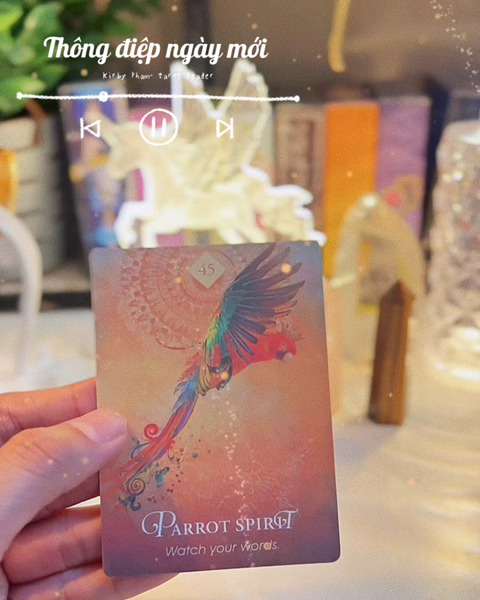 Thông điệp ngày mới
Kirby Pham- Tarot Reader
45
PARROT SPIRIT
Watch your words.